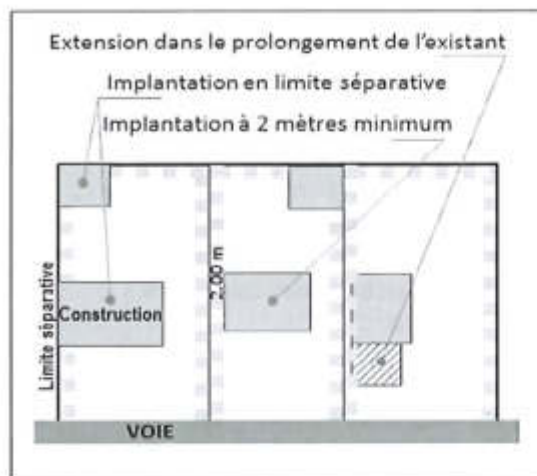 Extension dans le prolongement de l'existant
Implantation en limite séparative
Implantation à 2 mètres minimum
Limite séparative
Construction
2,00 m
VOIE